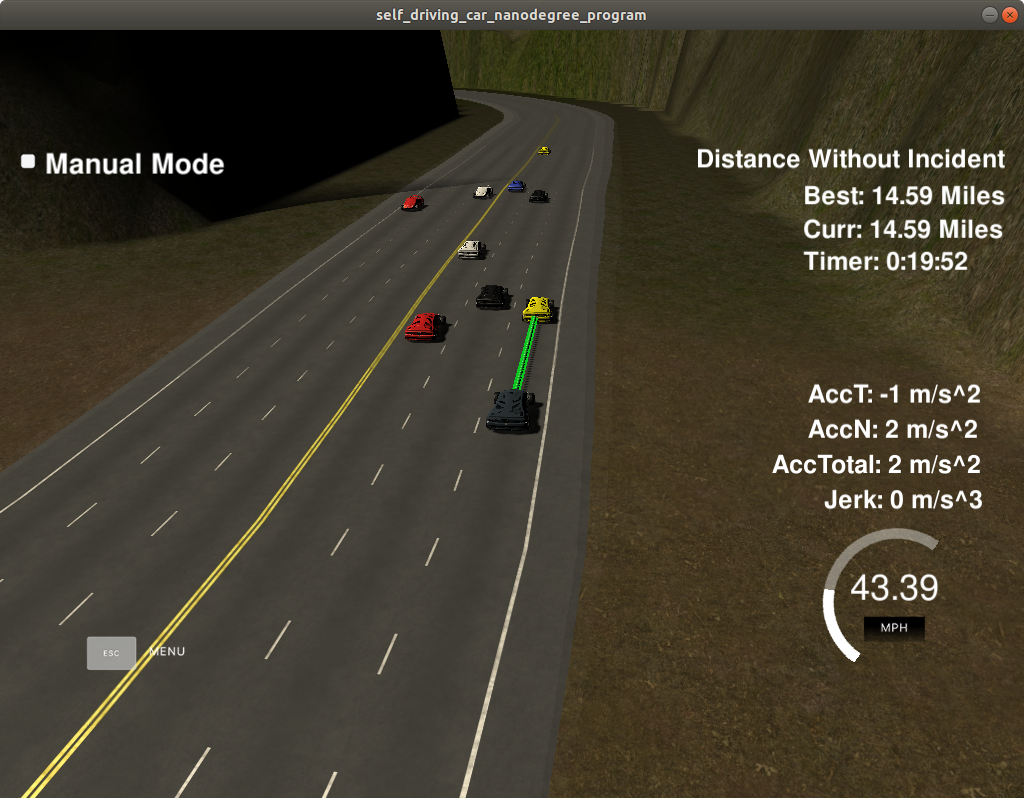 self_driving_car_nanodegree_program
Manual Mode
Distance Without Incident
Best: 14.59 Miles
Curr: 14.59 Miles
Timer: 0:19:52
AccT: -1 m/s^2
AccN: 2 m/s^2
AccTotal: 2 m/s^2
Jerk: 0 m/s^3
43.39
MPH
ESC MENU